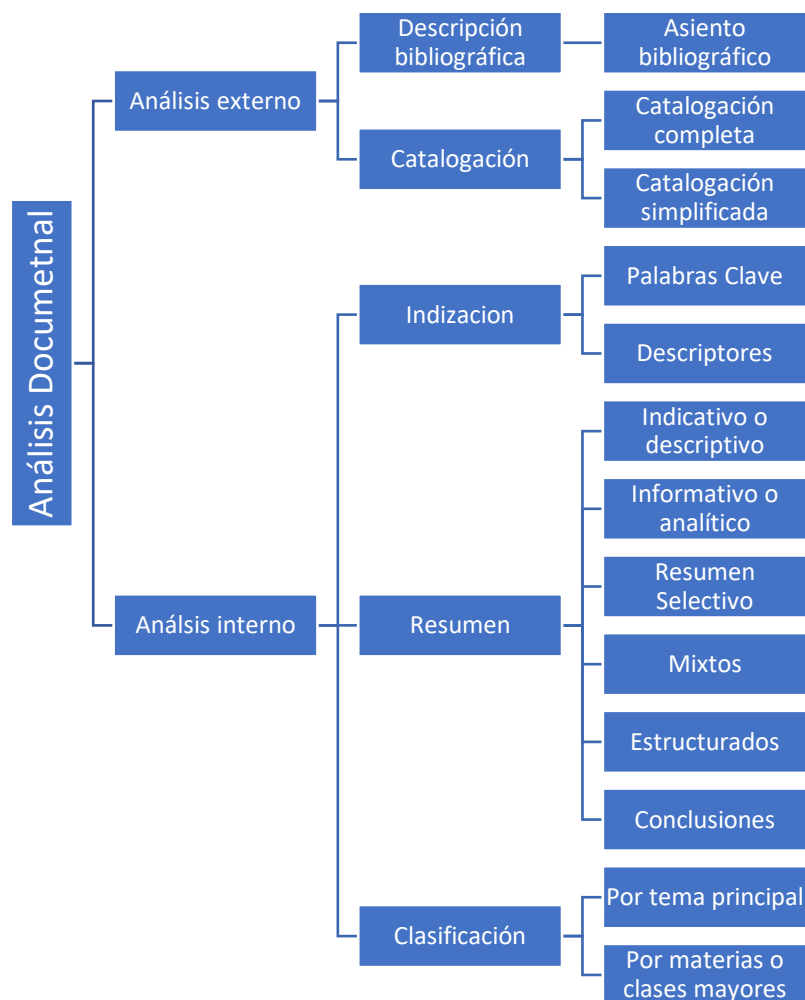 Análisis Documetnal
Análisis externo
Descripción
bibliográfica
Asiento
bibliográfico
Catalogación
Catalogación
completa
Catalogación
simplificada
Análsis interno
Indizacion
Palabras Clave
Descriptores
Resumen
Indicativo o
descriptivo
Informativo o
analítico
Resumen
Selectivo
Mixtos
Estructurados
Conclusiones
Clasificación
Por tema principal
Por materias o
clases mayores